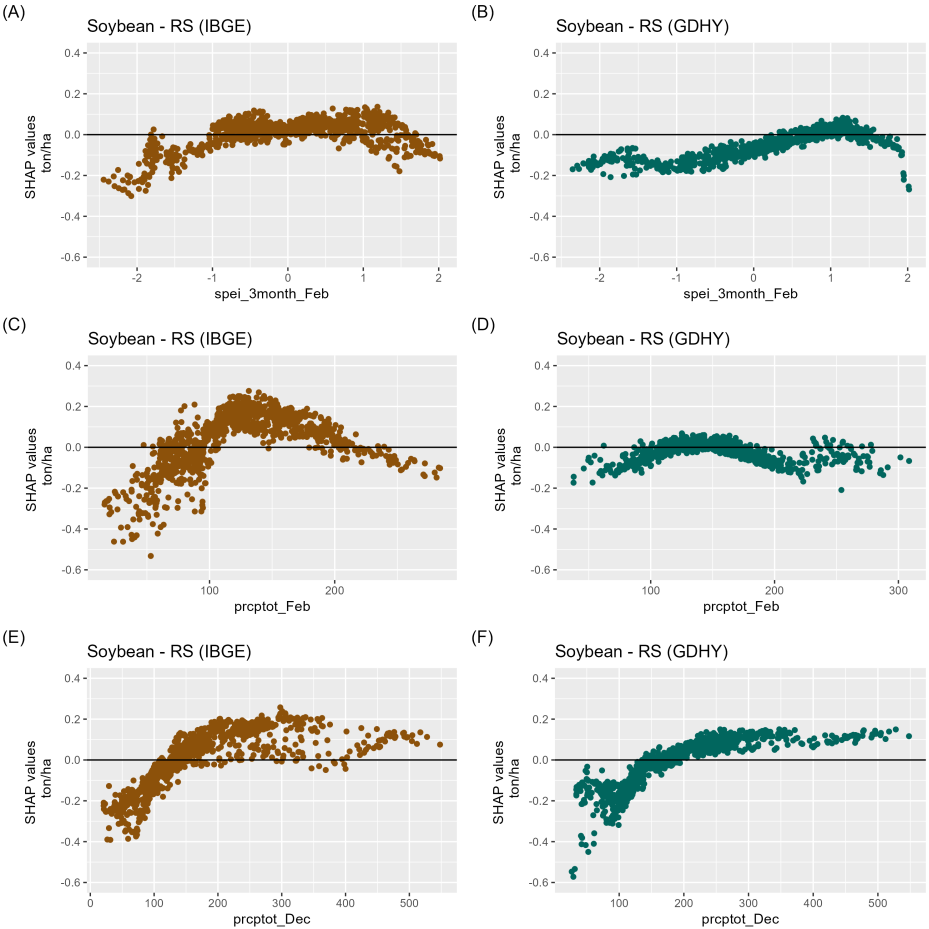 (A)
Soybean - RS (IBGE)
0.4
0.2
0.0
-0.2
-0.4
-0.6
SHAP values
ton/ha
-2 -1 0 1 2
spei_3month_Feb
(B)
Soybean - RS (GDHY)
0.4
0.2
0.0
-0.2
-0.4
-0.6
SHAP values
ton/ha
-2 -1 0 1 2
spei_3month_Feb
(C)
Soybean - RS (IBGE)
0.4
0.2
0.0
-0.2
-0.4
-0.6
SHAP values
ton/ha
100 200
prcptot_Feb
(D)
Soybean - RS (GDHY)
0.4
0.2
0.0
-0.2
-0.4
-0.6
SHAP values
ton/ha
100 200 300
prcptot_Feb
(E)
Soybean - RS (IBGE)
0.4
0.2
0.0
-0.2
-0.4
-0.6
SHAP values
ton/ha
0 100 200 300 400 500
prcptot_Dec
(F)
Soybean - RS (GDHY)
0.4
0.2
0.0
-0.2
-0.4
-0.6
SHAP values
ton/ha
100 200 300 400 500
prcptot_Dec